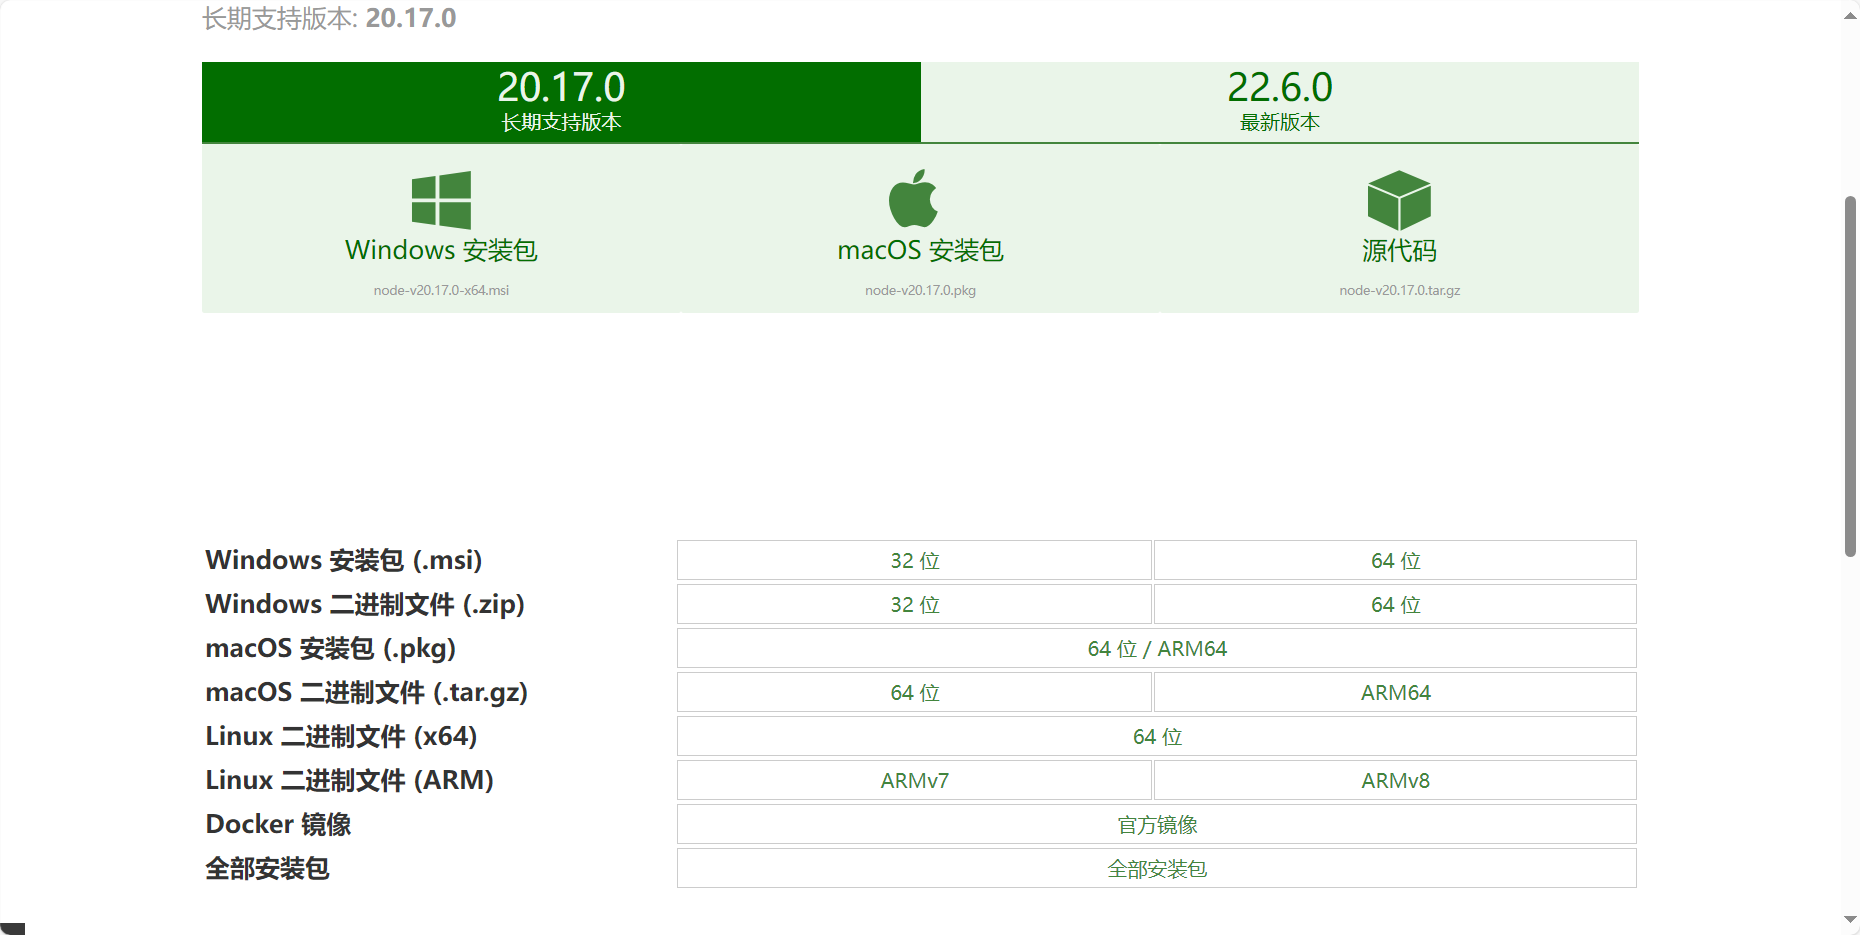 长期支持版本: 20.17.0
20.17.0
长期支持版本
22.6.0
最新版本
Windows 安装包
node-v20.17.0-x64.msi
macOS 安装包
node-v20.17.0.pkg
源代码
node-v20.17.0.tar.gz
Windows 安装包 (.msi) 32 位 64 位
Windows 二进制文件 (.zip) 32 位 64 位
macOS 安装包 (.pkg) 64 位 / ARM64
macOS 二进制文件 (.tar.gz) 64 位 ARM64
Linux 二进制文件 (x64) 64 位
Linux 二进制文件 (ARM) ARMv7 ARMv8
Docker 镜像 官方镜像
全部安装包 全部安装包